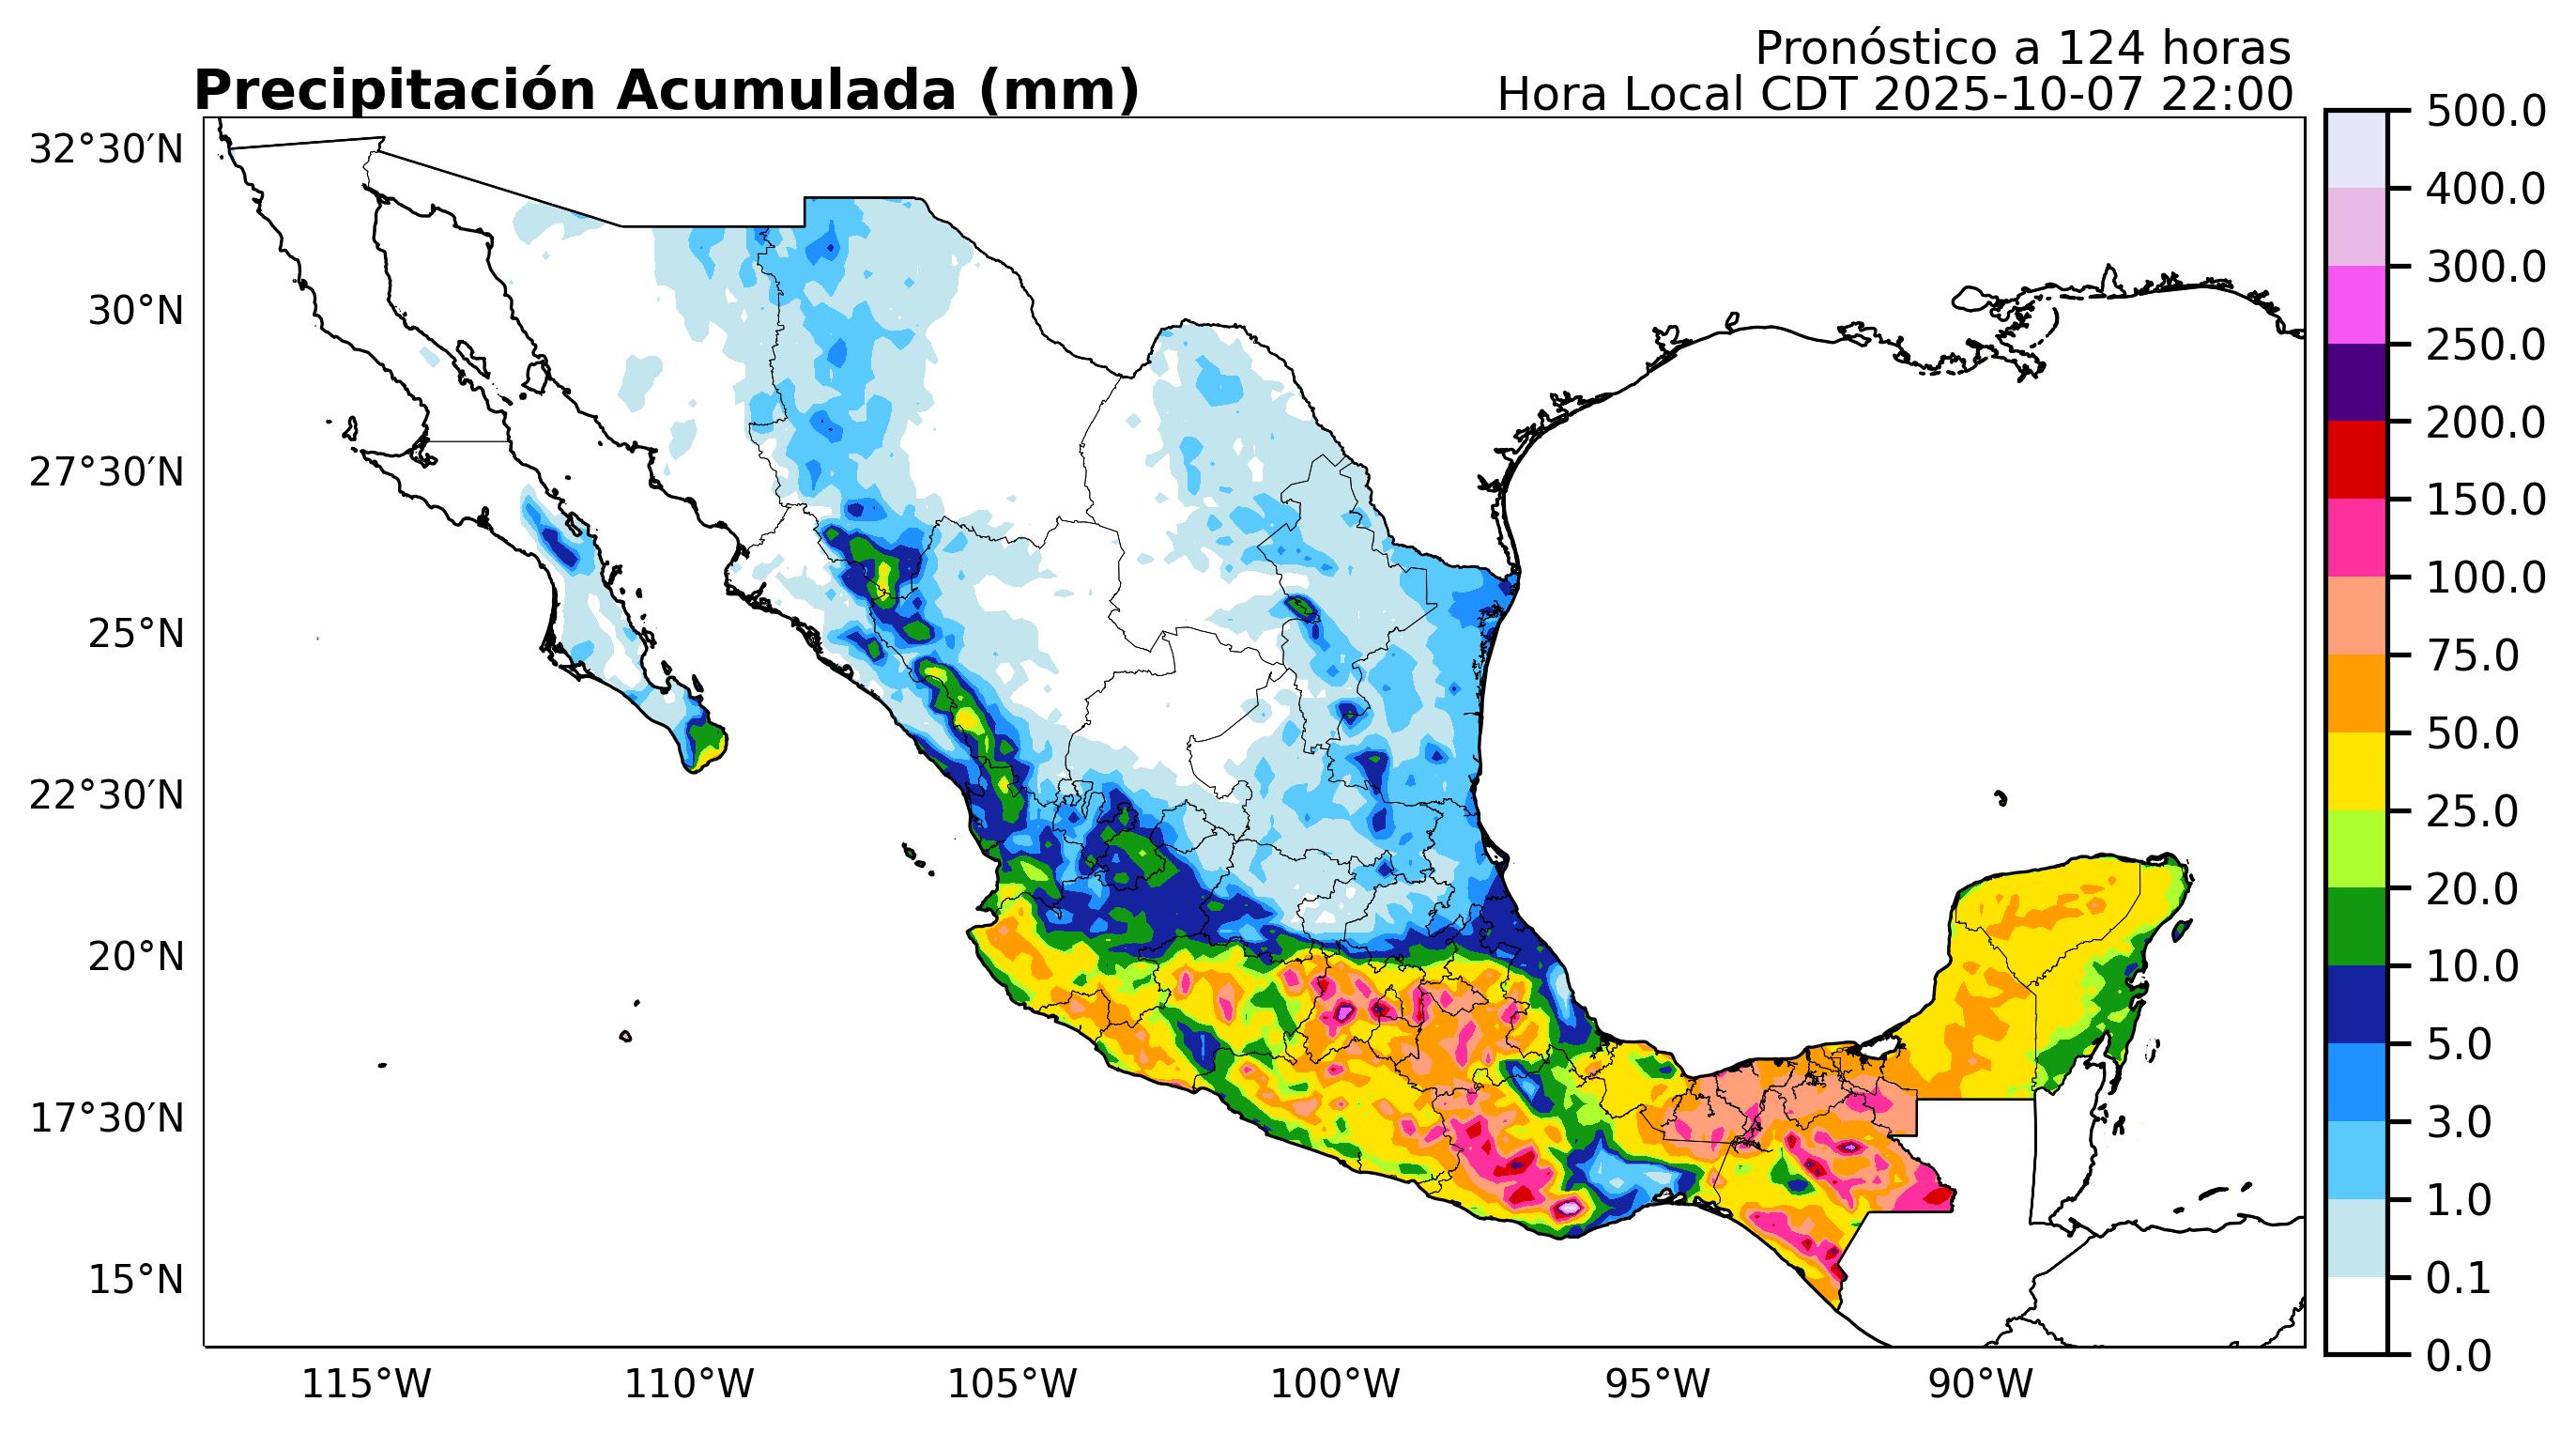 Pronóstico a 124 horas
Precipitación Acumulada (mm)
Hora Local CDT 2025-10-07 22:00
32°30′N
30°N
27°30′N
25°N
22°30′N
20°N
17°30′N
15°N
115°W
110°W
105°W
100°W
95°W
90°W
500.0
400.0
300.0
250.0
200.0
150.0
100.0
75.0
50.0
25.0
20.0
10.0
5.0
3.0
1.0
0.1
0.0